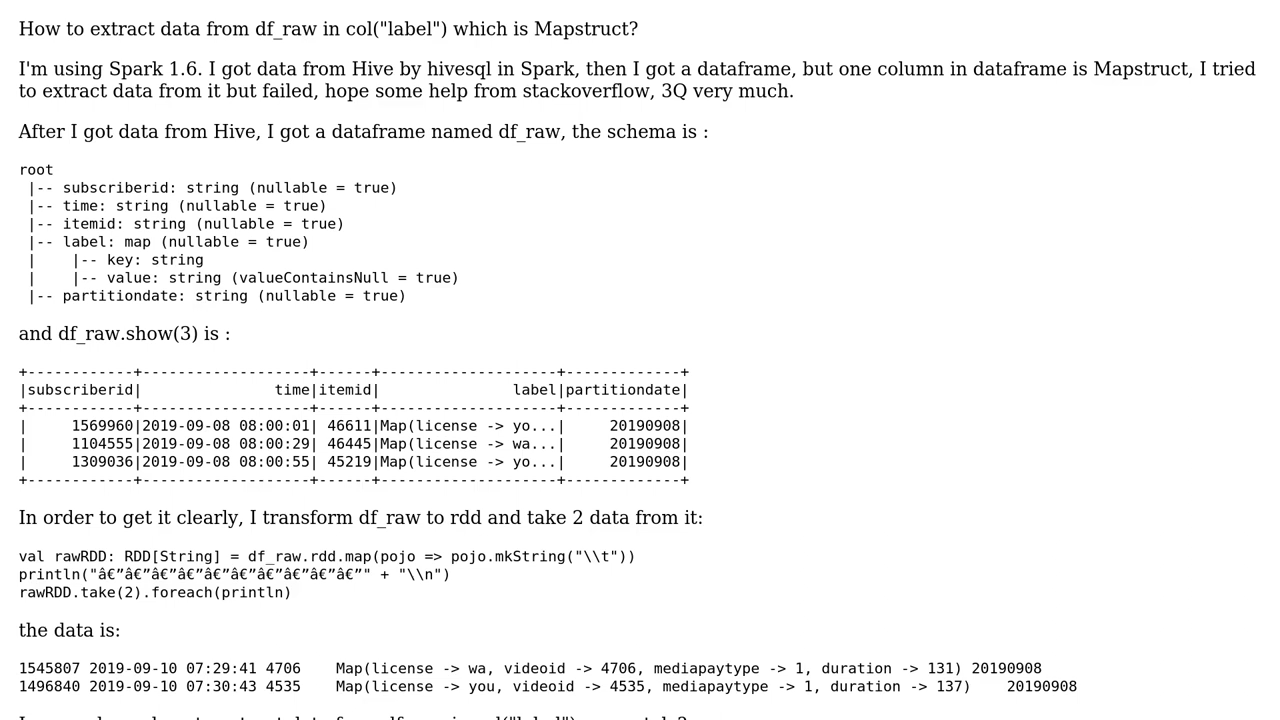 How to extract data from df_raw in col("label") which is Mapstruct?
I'm using Spark 1.6. I got data from Hive by hivesql in Spark, then I got a dataframe, but one column in dataframe is Mapstruct, I tried
to extract data from it but failed, hope some help from stackoverflow, 3Q very much.
After I got data from Hive, I got a dataframe named df_raw, the schema is :
root
 |-- subscriberid: string (nullable = true)
 |-- time: string (nullable = true)
 |-- itemid: string (nullable = true)
 |-- label: map (nullable = true)
 |    |-- key: string
 |    |-- value: string (valueContainsNull = true)
 |-- partitiondate: string (nullable = true)
and df_raw.show(3) is :
+------------+-------------------+------+--------------------+-------------+
|subscriberid|               time|itemid|               label|partitiondate|
+------------+-------------------+------+--------------------+-------------+
|     1569960|2019-09-08 08:00:01| 46611|Map(license -> yo...|     20190908|
|     1104555|2019-09-08 08:00:29| 46445|Map(license -> wa...|     20190908|
|     1309036|2019-09-08 08:00:55| 45219|Map(license -> yo...|     20190908|
+------------+-------------------+------+--------------------+-------------+
In order to get it clearly, I transform df_raw to rdd and take 2 data from it:
val rawRDD: RDD[String] = df_raw.rdd.map(pojo => pojo.mkString("\\t"))
println("â€”â€”â€”â€”â€”â€”â€”â€”â€”â€”" + "\\n")
rawRDD.take(2).foreach(println)
the data is:
1545807 2019-09-10 07:29:41 4706    Map(license -> wa, videoid -> 4706, mediapaytype -> 1, duration -> 131) 20190908
1496840 2019-09-10 07:30:43 4535    Map(license -> you, videoid -> 4535, mediapaytype -> 1, duration -> 137)    20190908